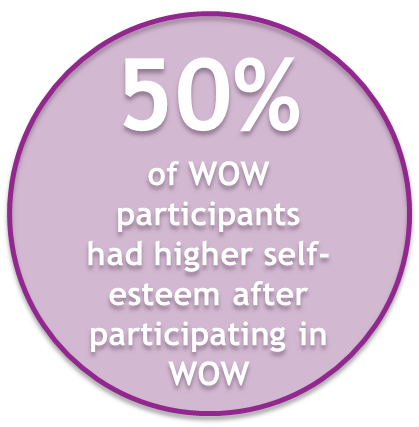 50%
of WOW
participants
had higher self-
esteem after
participating in
WOW